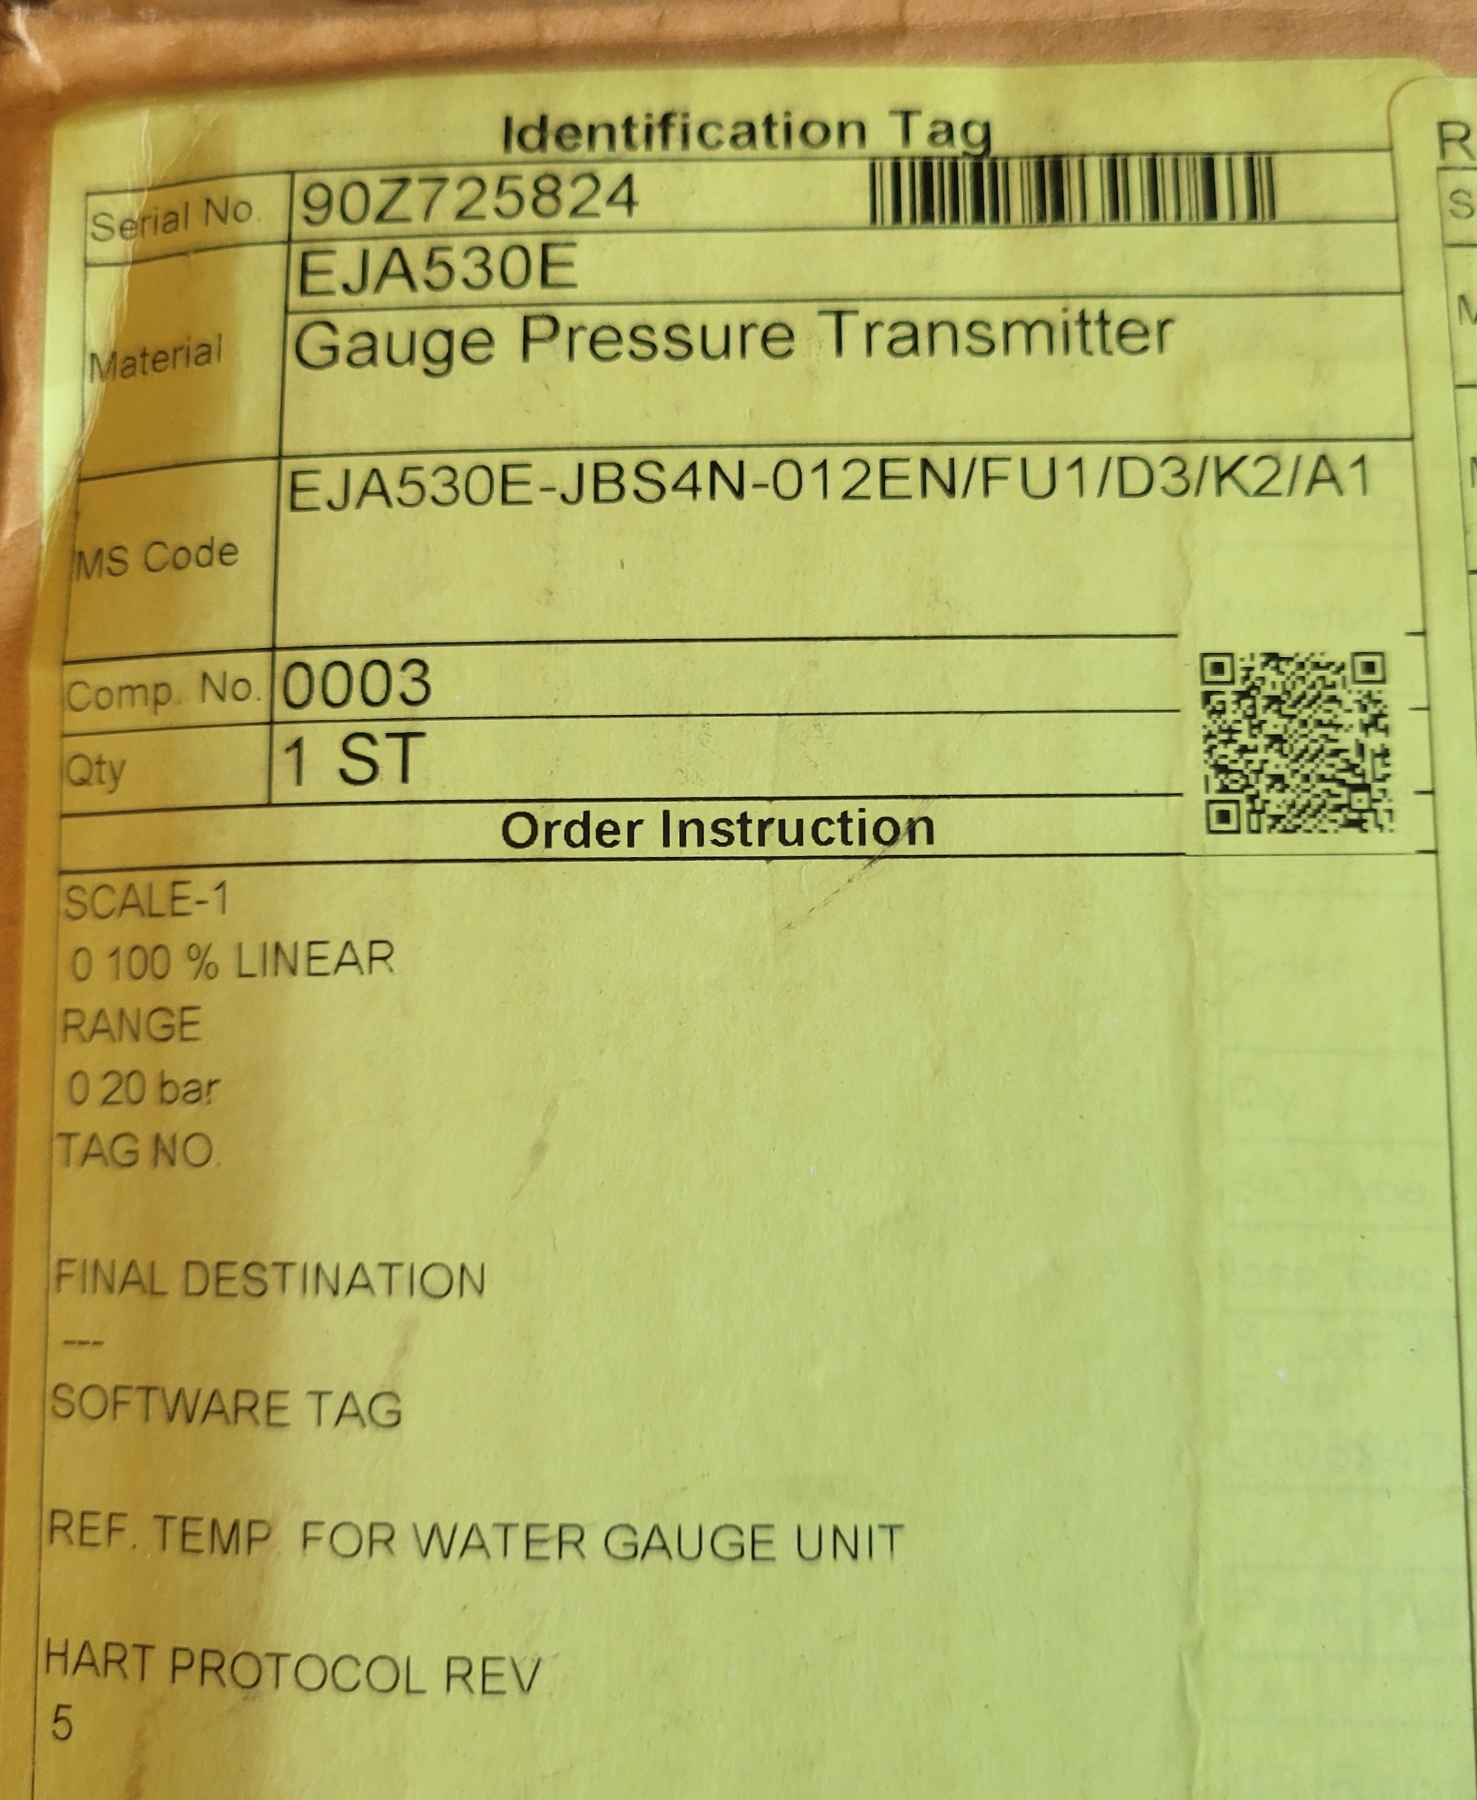 Identification Tag
Serial No. 90Z725824
EJA530E
Material Gauge Pressure Transmitter
EJA530E-JBS4N-012EN/FU1/D3/K2/A1
MS Code
Comp. No. 0003
Qty 1 ST
Order Instruction
SCALE-1
0 100 % LINEAR
RANGE
0 20 bar
TAG NO.
FINAL DESTINATION
---
SOFTWARE TAG
REF. TEMP. FOR WATER GAUGE UNIT
HART PROTOCOL REV
5